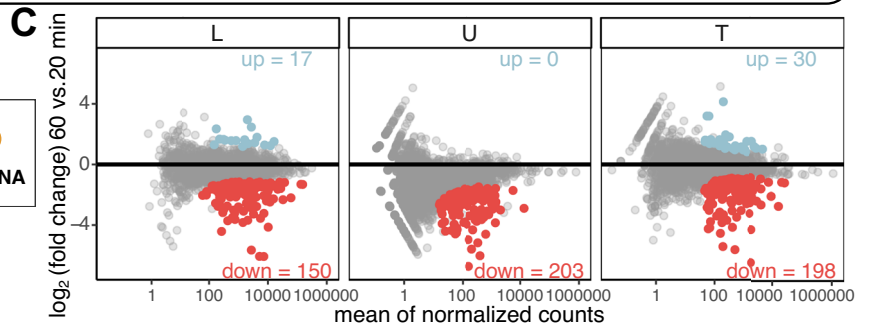 C
L
U
T
up = 17
up = 0
up = 30
log2 (fold change) 60 vs.20 min
4
0
−4
NA
down = 150
down = 203
down = 198
1 100 10000 1000000
1 100 10000 1000000
1 100 10000 1000000
mean of normalized counts